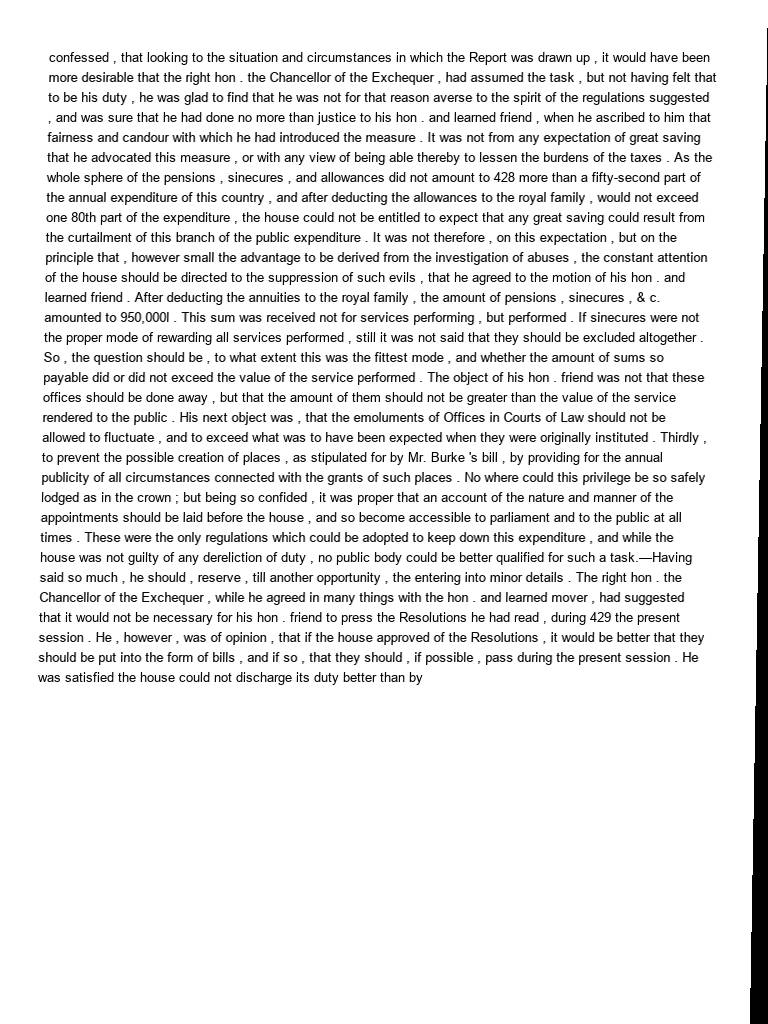 confessed , that looking to the situation and circumstances in which the Report was drawn up , it would have been
more desirable that the right hon . the Chancellor of the Exchequer , had assumed the task , but not having felt that
to be his duty , he was glad to find that he was not for that reason averse to the spirit of the regulations suggested
, and was sure that he had done no more than justice to his hon . and learned friend , when he ascribed to him that
fairness and candour with which he had introduced the measure . It was not from any expectation of great saving
that he advocated this measure , or with any view of being able thereby to lessen the burdens of the taxes . As the
whole sphere of the pensions , sinecures , and allowances did not amount to 428 more than a fifty-second part of
the annual expenditure of this country , and after deducting the allowances to the royal family , would not exceed
one 80th part of the expenditure , the house could not be entitled to expect that any great saving could result from
the curtailment of this branch of the public expenditure . It was not therefore , on this expectation , but on the
principle that , however small the advantage to be derived from the investigation of abuses , the constant attention
of the house should be directed to the suppression of such evils , that he agreed to the motion of his hon . and
learned friend . After deducting the annuities to the royal family , the amount of pensions , sinecures , & c.
amounted to 950,000l . This sum was received not for services performing , but performed . If sinecures were not
the proper mode of rewarding all services performed , still it was not said that they should be excluded altogether .
So , the question should be , to what extent this was the fittest mode , and whether the amount of sums so
payable did or did not exceed the value of the service performed . The object of his hon . friend was not that these
offices should be done away , but that the amount of them should not be greater than the value of the service
rendered to the public . His next object was , that the emoluments of Offices in Courts of Law should not be
allowed to fluctuate , and to exceed what was to have been expected when they were originally instituted . Thirdly ,
to prevent the possible creation of places , as stipulated for by Mr. Burke 's bill , by providing for the annual
publicity of all circumstances connected with the grants of such places . No where could this privilege be so safely
lodged as in the crown ; but being so confided , it was proper that an account of the nature and manner of the
appointments should be laid before the house , and so become accessible to parliament and to the public at all
times . These were the only regulations which could be adopted to keep down this expenditure , and while the
house was not guilty of any dereliction of duty , no public body could be better qualified for such a task.—Having
said so much , he should , reserve , till another opportunity , the entering into minor details . The right hon . the
Chancellor of the Exchequer , while he agreed in many things with the hon . and learned mover , had suggested
that it would not be necessary for his hon . friend to press the Resolutions he had read , during 429 the present
session . He , however , was of opinion , that if the house approved of the Resolutions , it would be better that they
should be put into the form of bills , and if so , that they should , if possible , pass during the present session . He
was satisfied the house could not discharge its duty better than by